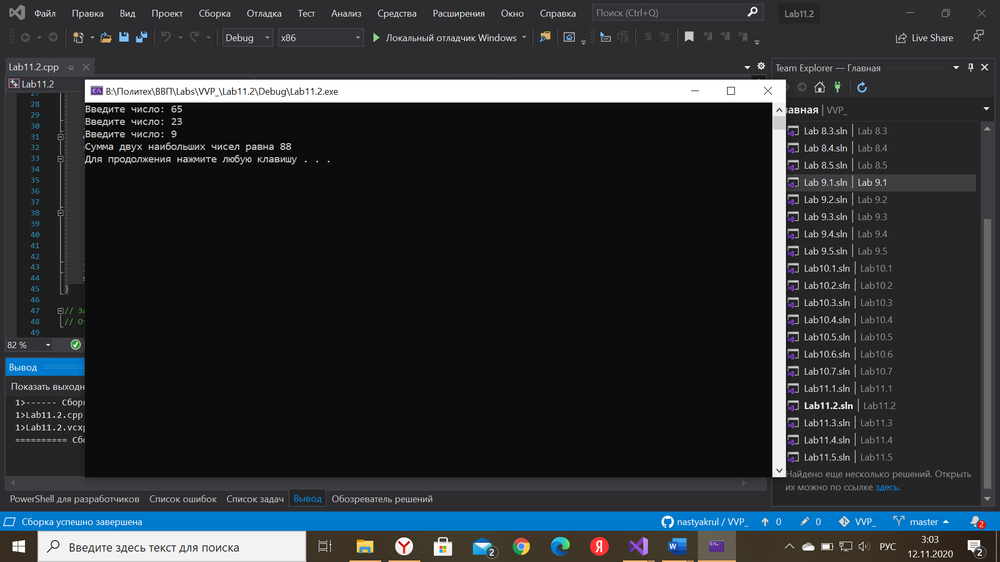 Файл Правка Вид Проект Сборка Отладка Тест Анализ Средства Расширения Окно Справка Поиск (Ctrl+Q) Lab11.2
Debug x86 Локальный отладчик Windows Live Share
Lab11.2.cpp
Lab11.2
27
28
29
30
31
32
33
34
35
36
37
38
39
40
41
42
43
44
45 }
46
47 // За
48 // От
49
82 %
B:\Политех\ВВП\Labs\VVP_\Lab11.2\Debug\Lab11.2.exe
Введите число: 65
Введите число: 23
Введите число: 9
Сумма двух наибольших чисел равна 88
Для продолжения нажмите любую клавишу . . .
Team Explorer — Главная
авная | VVP_
Lab 8.3.sln | Lab 8.3
Lab 8.4.sln | Lab 8.4
Lab 8.5.sln | Lab 8.5
Lab 9.1.sln | Lab 9.1
Lab 9.2.sln | Lab 9.2
Lab 9.3.sln | Lab 9.3
Lab 9.4.sln | Lab 9.4
Lab 9.5.sln | Lab 9.5
Lab10.1.sln | Lab10.1
Lab10.2.sln | Lab10.2
Lab10.3.sln | Lab10.3
Lab10.4.sln | Lab10.4
Lab10.5.sln | Lab10.5
Lab10.6.sln | Lab10.6
Lab10.7.sln | Lab10.7
Lab11.1.sln | Lab11.1
Lab11.2.sln | Lab11.2
Lab11.3.sln | Lab11.3
Lab11.4.sln | Lab11.4
Lab11.5.sln | Lab11.5
Найдено еще несколько решений. Открыть
их можно по ссылке здесь.
Вывод
Показать выходн
1>------ Сборк
1>Lab11.2.cpp
1>Lab11.2.vcxp
========== Сбо
PowerShell для разработчиков Список ошибок Список задач Вывод Обозреватель решений
Сборка успешно завершена nastyakrul / VVP_ 0 0 VVP_ master 2
Введите здесь текст для поиска 2 РУС 3:03
12.11.2020 2